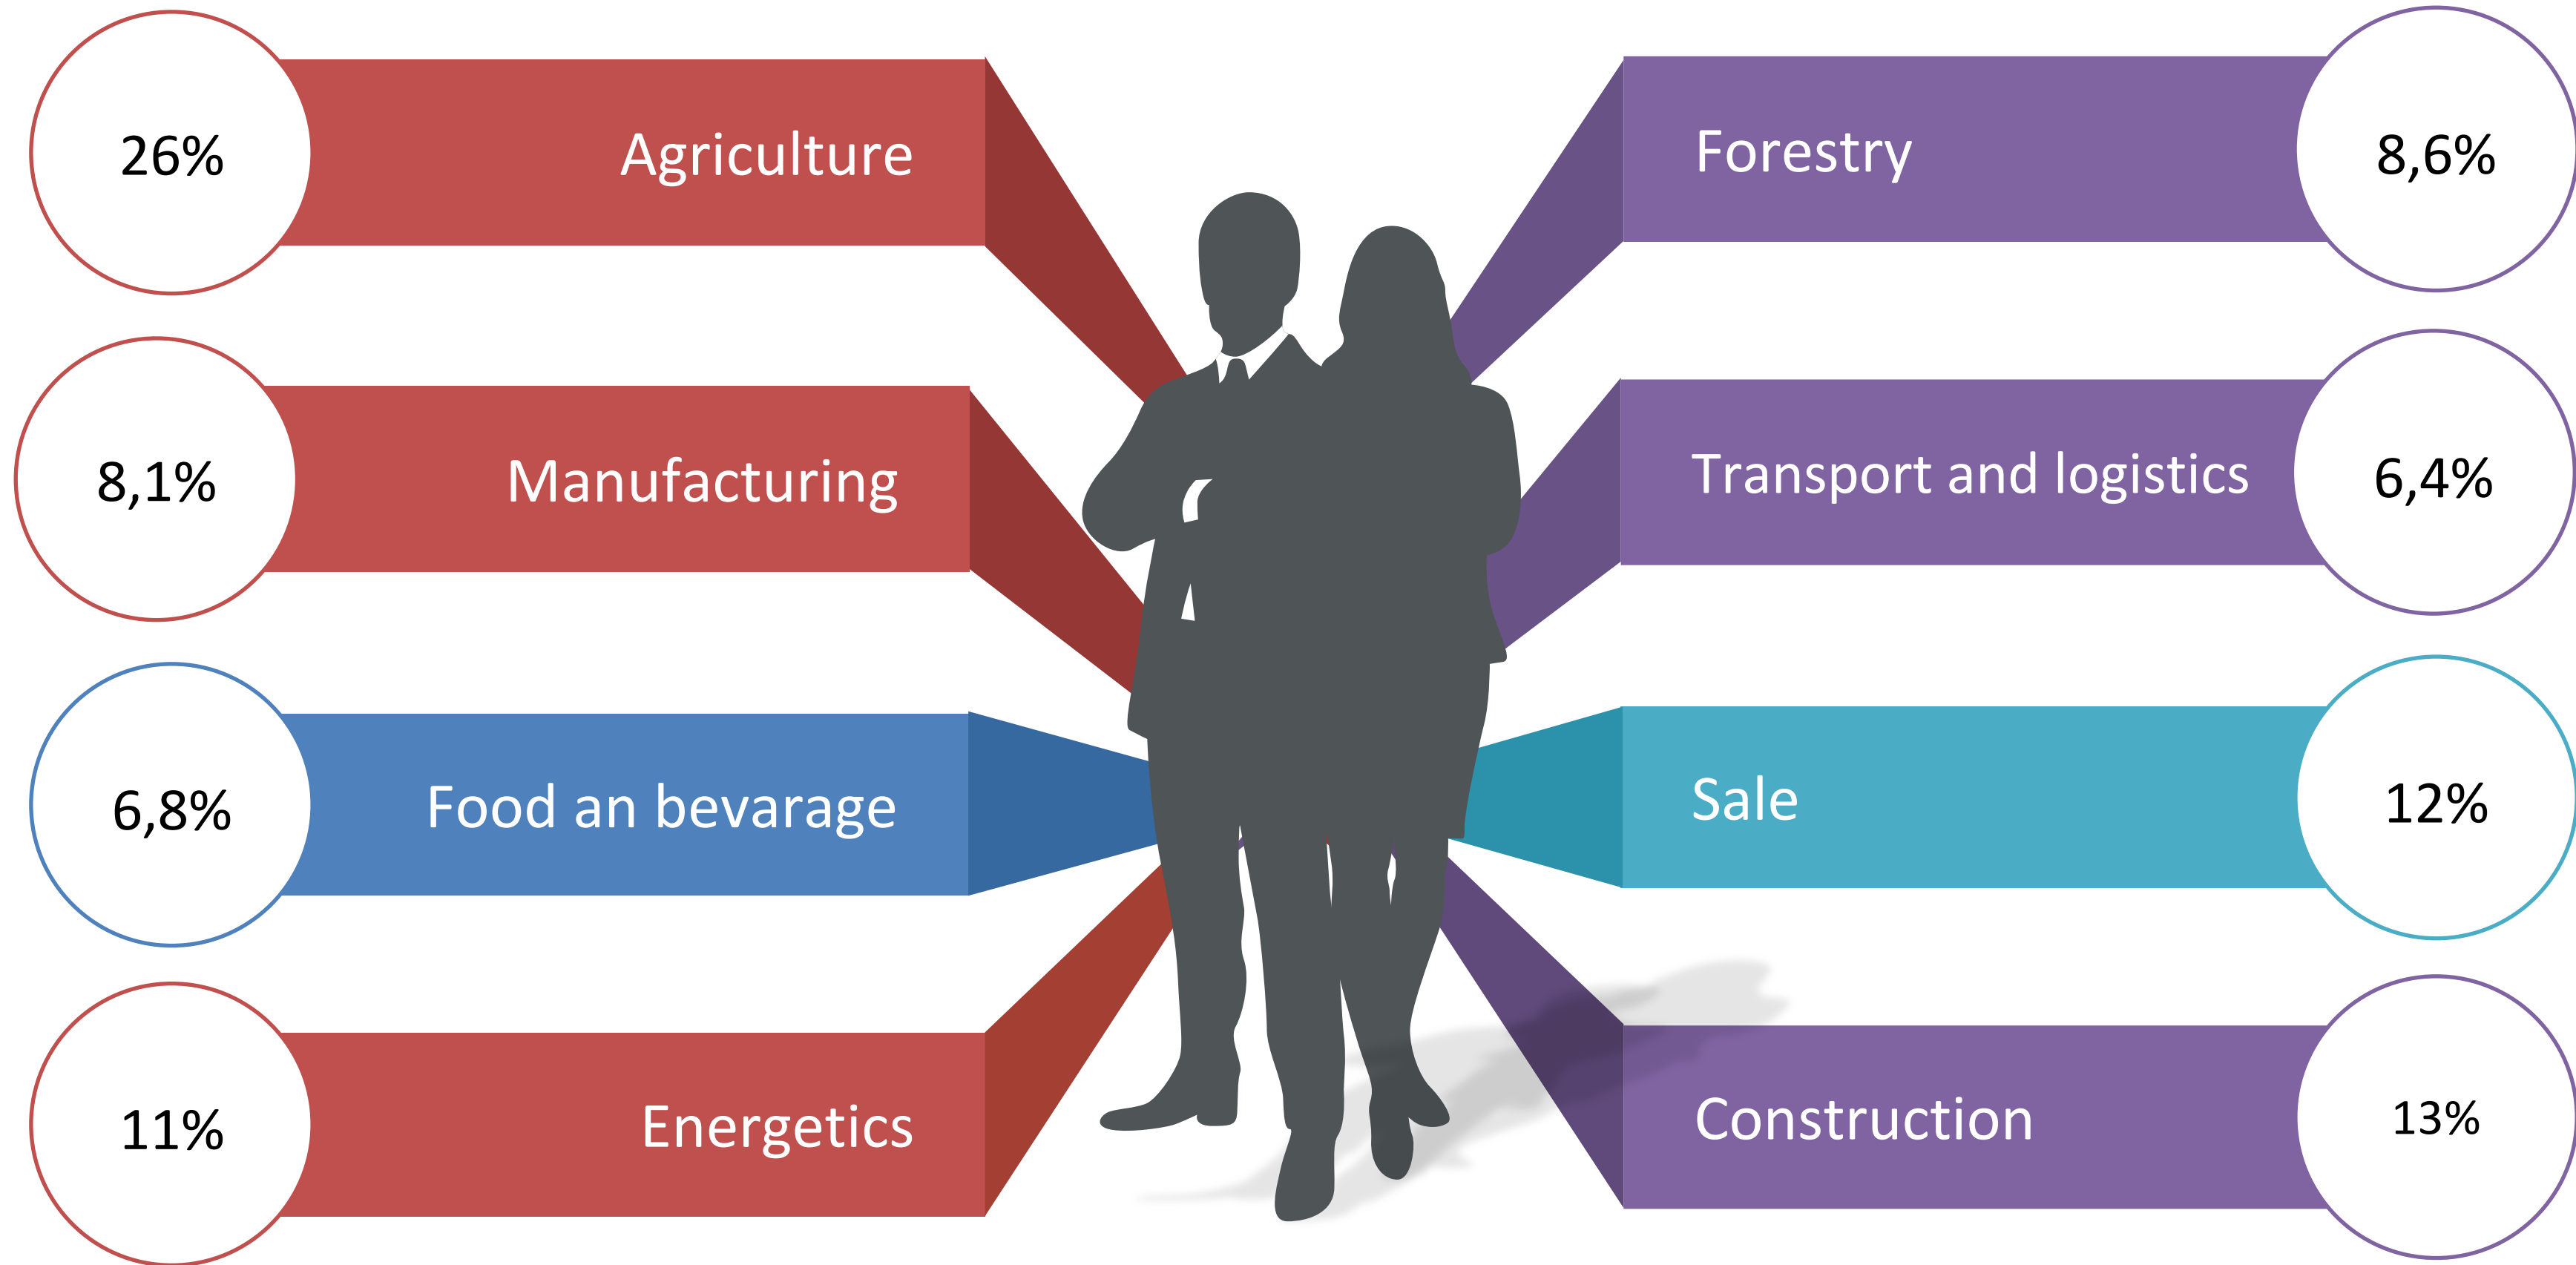 26%
Agriculture
Forestry
8,6%
8,1%
Manufacturing
Transport and logistics
6,4%
6,8%
Food an bevarage
Sale
12%
11%
Energetics
Construction
13%